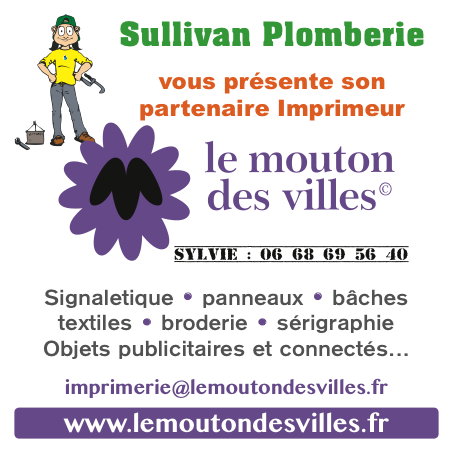 Sullivan Plomberie
vous présente son
partenaire Imprimeur
le mouton
des villes©
SYLVIE : 06 68 69 56 40
Signaletique • panneaux • bâches
textiles • broderie • sérigraphie
Objets publicitaires et connectés...
imprimerie@lemoutondesvilles.fr
www.lemoutondesvilles.fr